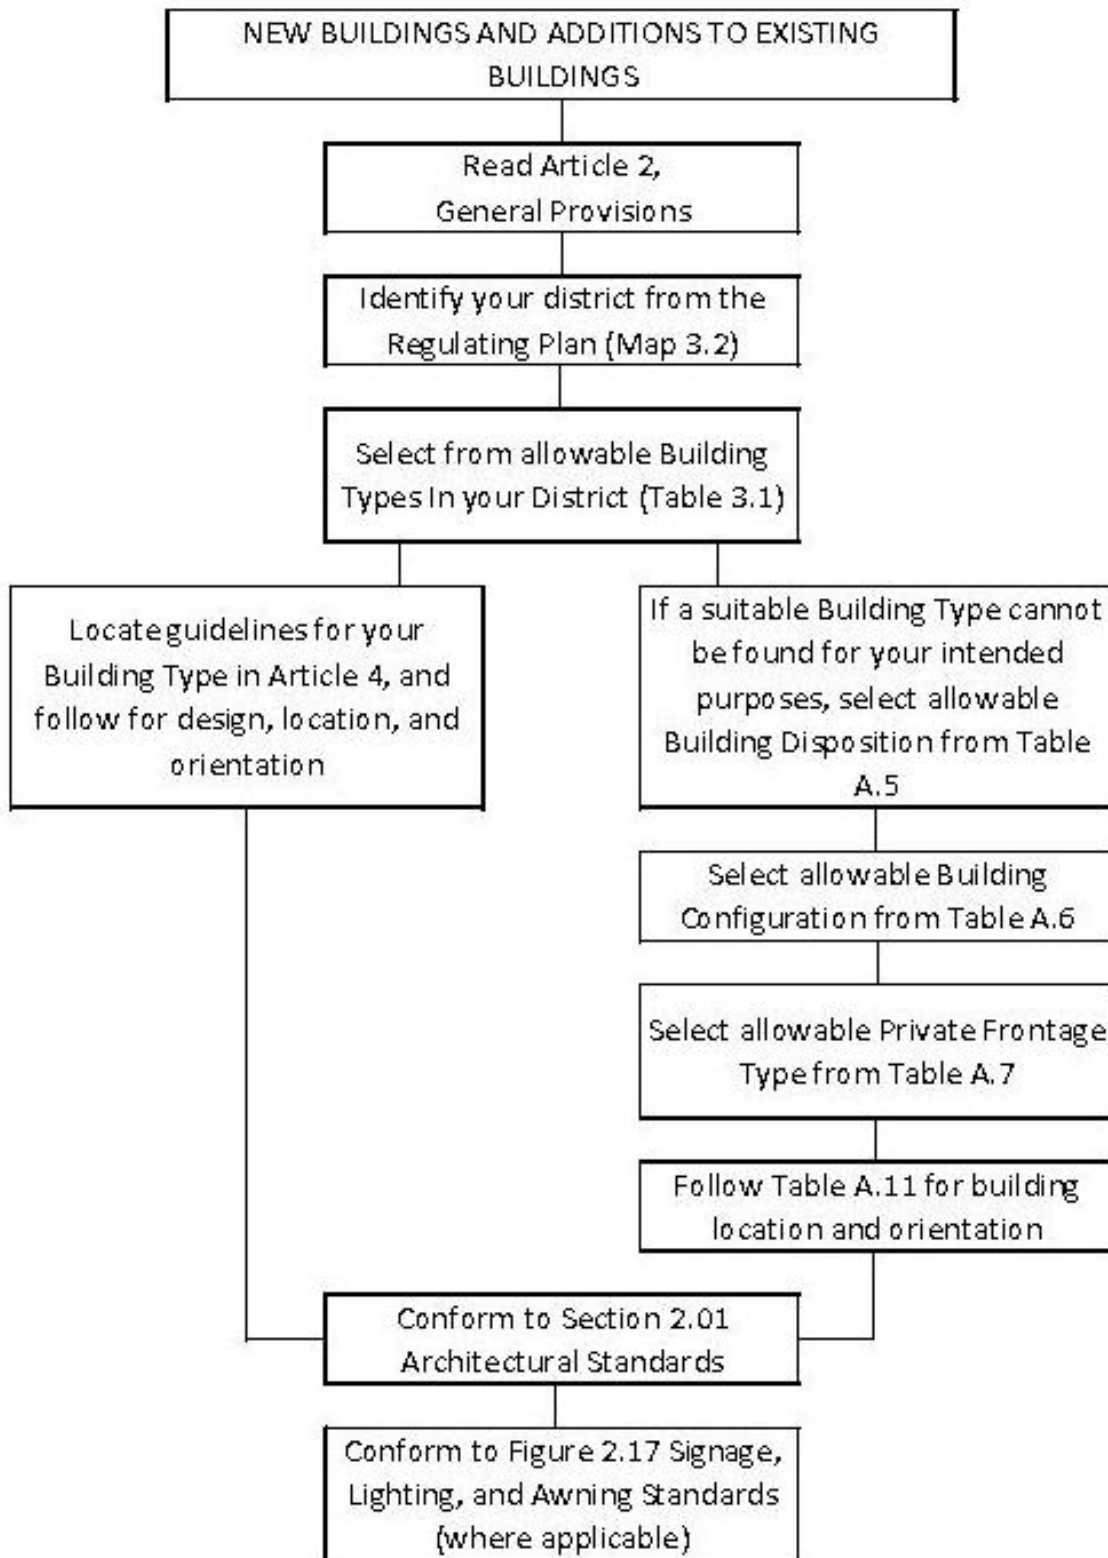 NEW BUILDINGS AND ADDITIONS TO EXISTING
BUILDINGS
Read Article 2,
General Provisions
Identify your district from the
Regulating Plan (Map 3.2)
Select from allowable Building
Types In your District (Table 3.1)
Locate guidelines for your
Building Type in Article 4, and
follow for design, location, and
orientation
If a suitable Building Type cannot
be found for your intended
purposes, select allowable
Building Disposition from Table
A.5
Select allowable Building
Configuration from Table A.6
Select allowable Private Frontage
Type from Table A.7
Follow Table A.11 for building
location and orientation
Conform to Section 2.01
Architectural Standards
Conform to Figure 2.17 Signage,
Lighting, and Awning Standards
(where applicable)